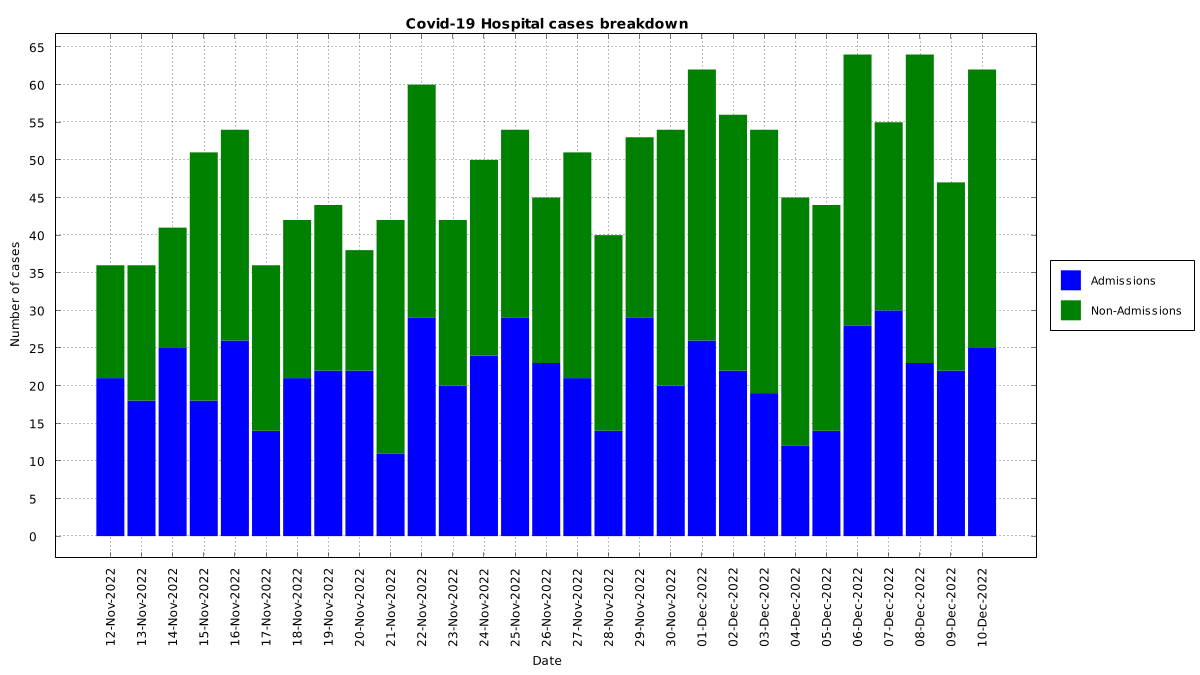 Covid-19 Hospital cases breakdown
65
60
55
50
45
40
35
30
25
20
15
10
5
0
Number of cases
12-Nov-2022
13-Nov-2022
14-Nov-2022
15-Nov-2022
16-Nov-2022
17-Nov-2022
18-Nov-2022
19-Nov-2022
20-Nov-2022
21-Nov-2022
22-Nov-2022
23-Nov-2022
24-Nov-2022
25-Nov-2022
26-Nov-2022
27-Nov-2022
28-Nov-2022
29-Nov-2022
30-Nov-2022
01-Dec-2022
02-Dec-2022
03-Dec-2022
04-Dec-2022
05-Dec-2022
06-Dec-2022
07-Dec-2022
08-Dec-2022
09-Dec-2022
10-Dec-2022
Date
Admissions
Non-Admissions